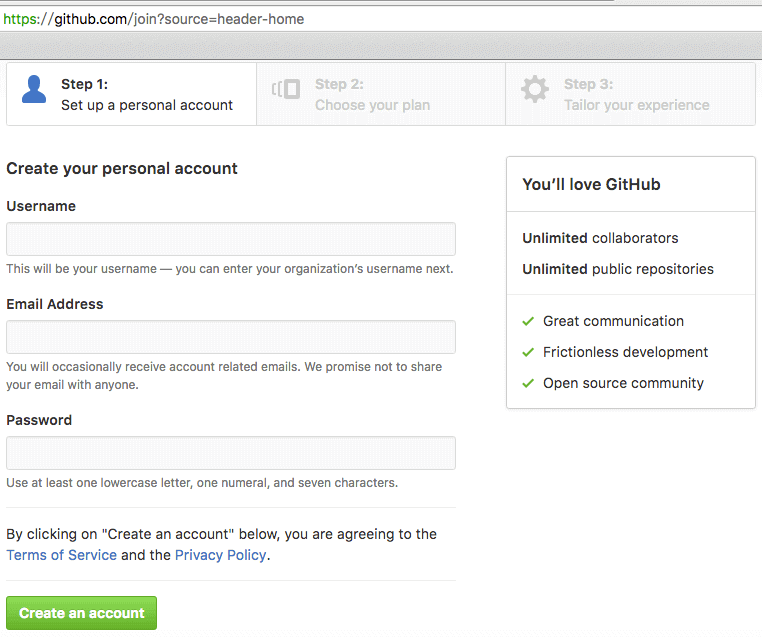 https://github.com/join?source=header-home
Step 1:
Set up a personal account
Step 2:
Choose your plan
Step 3:
Tailor your experience
Create your personal account
Username
This will be your username — you can enter your organization’s username next.
Email Address
You will occasionally receive account related emails. We promise not to share
your email with anyone.
Password
Use at least one lowercase letter, one numeral, and seven characters.
By clicking on "Create an account" below, you are agreeing to the
Terms of Service and the Privacy Policy.
Create an account
You’ll love GitHub
Unlimited collaborators
Unlimited public repositories
Great communication
Frictionless development
Open source community